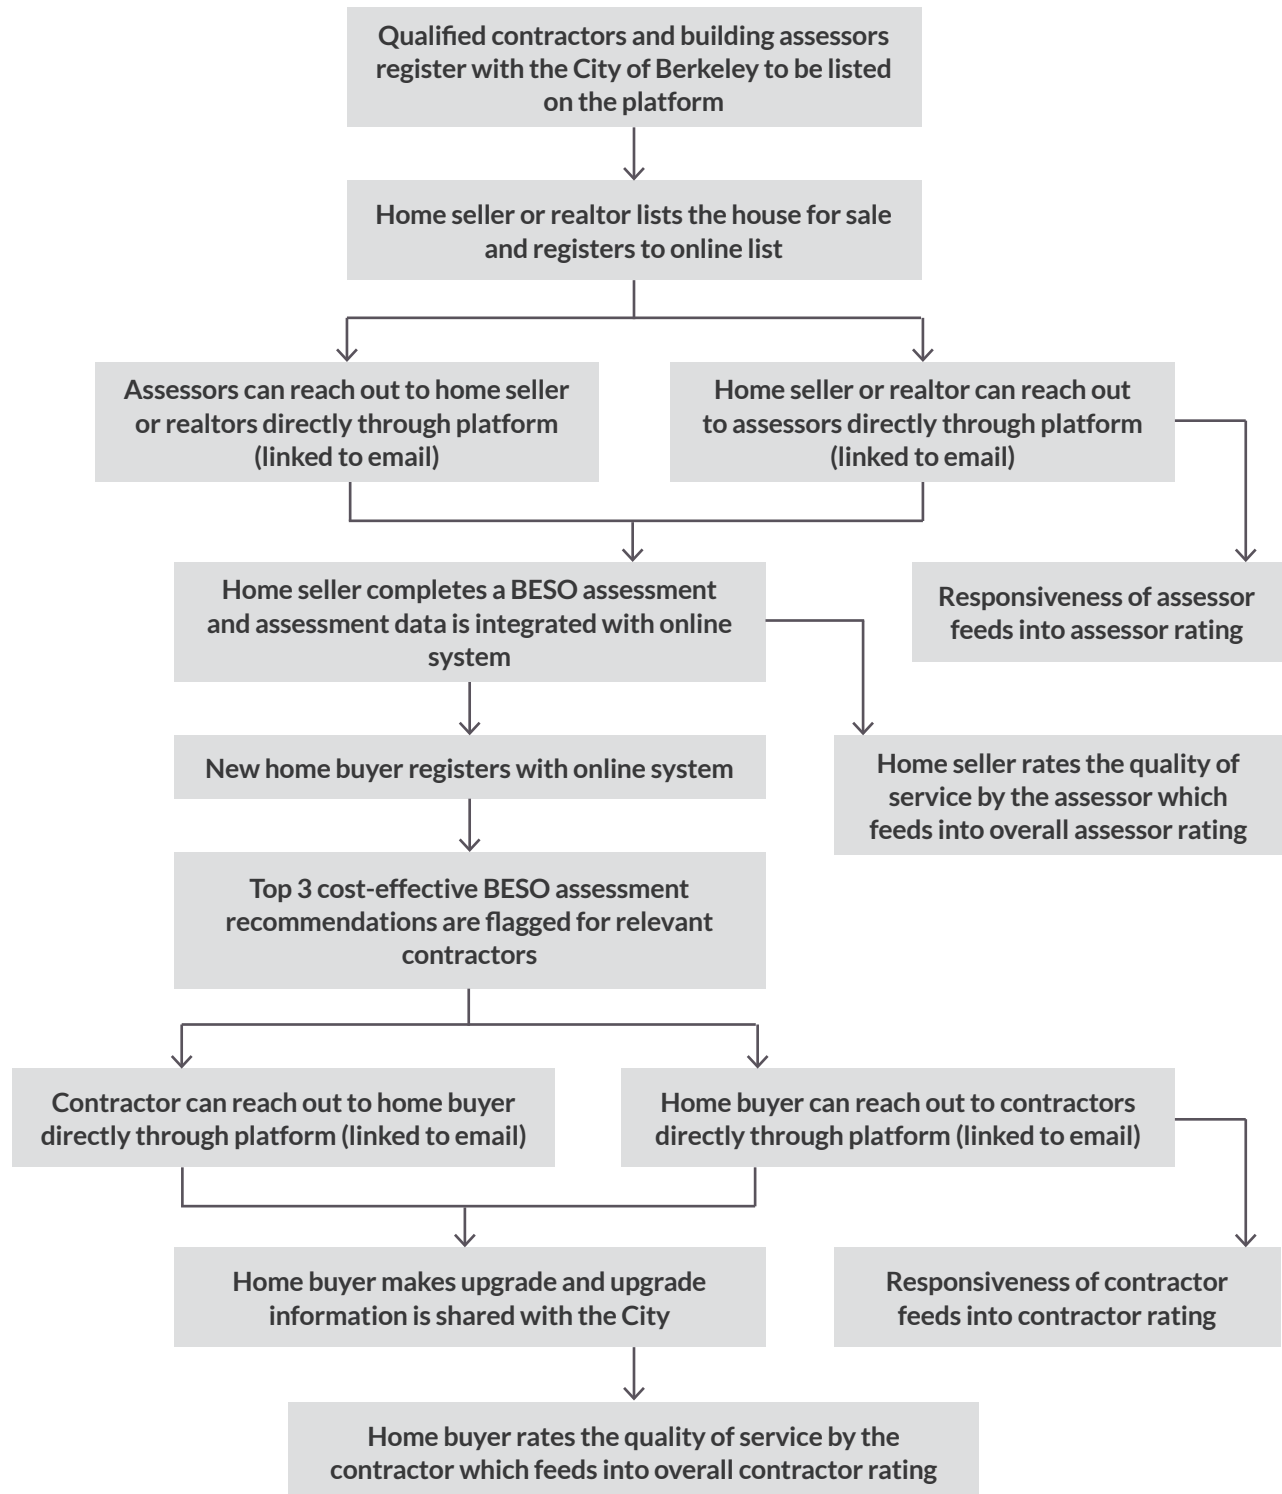 Qualified contractors and building assessors
register with the City of Berkeley to be listed
on the platform
Home seller or realtor lists the house for sale
and registers to online list
Assessors can reach out to home seller
or realtors directly through platform
(linked to email)
Home seller or realtor can reach out
to assessors directly through platform
(linked to email)
Home seller completes a BESO assessment
and assessment data is integrated with online
system
Responsiveness of assessor
feeds into assessor rating
New home buyer registers with online system
Home seller rates the quality of
service by the assessor which
feeds into overall assessor rating
Top 3 cost-effective BESO assessment
recommendations are flagged for relevant
contractors
Contractor can reach out to home buyer
directly through platform (linked to email)
Home buyer can reach out to contractors
directly through platform (linked to email)
Home buyer makes upgrade and upgrade
information is shared with the City
Responsiveness of contractor
feeds into contractor rating
Home buyer rates the quality of service by the
contractor which feeds into overall contractor rating